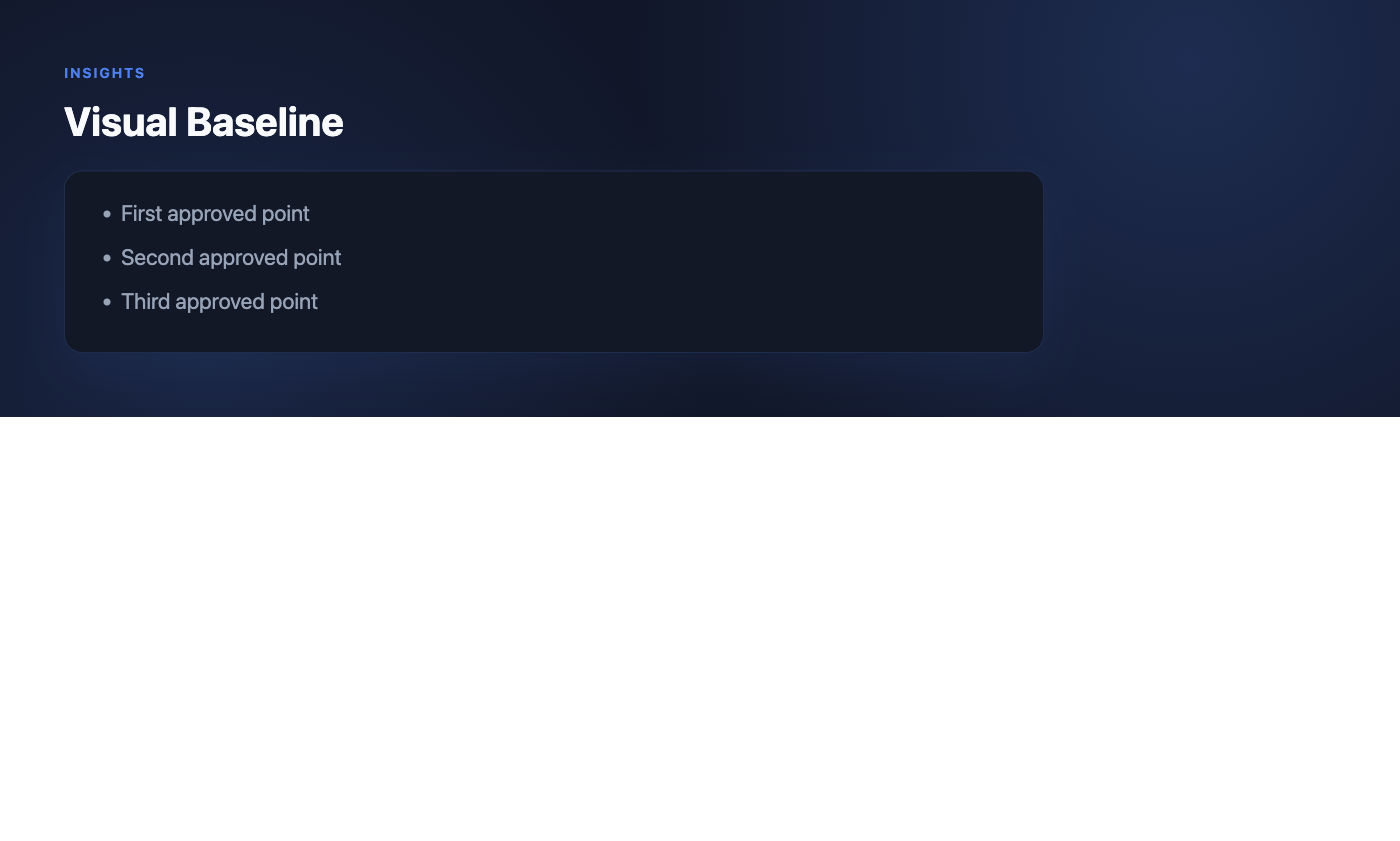 INSIGHTS
Visual Baseline
• First approved point
• Second approved point
• Third approved point